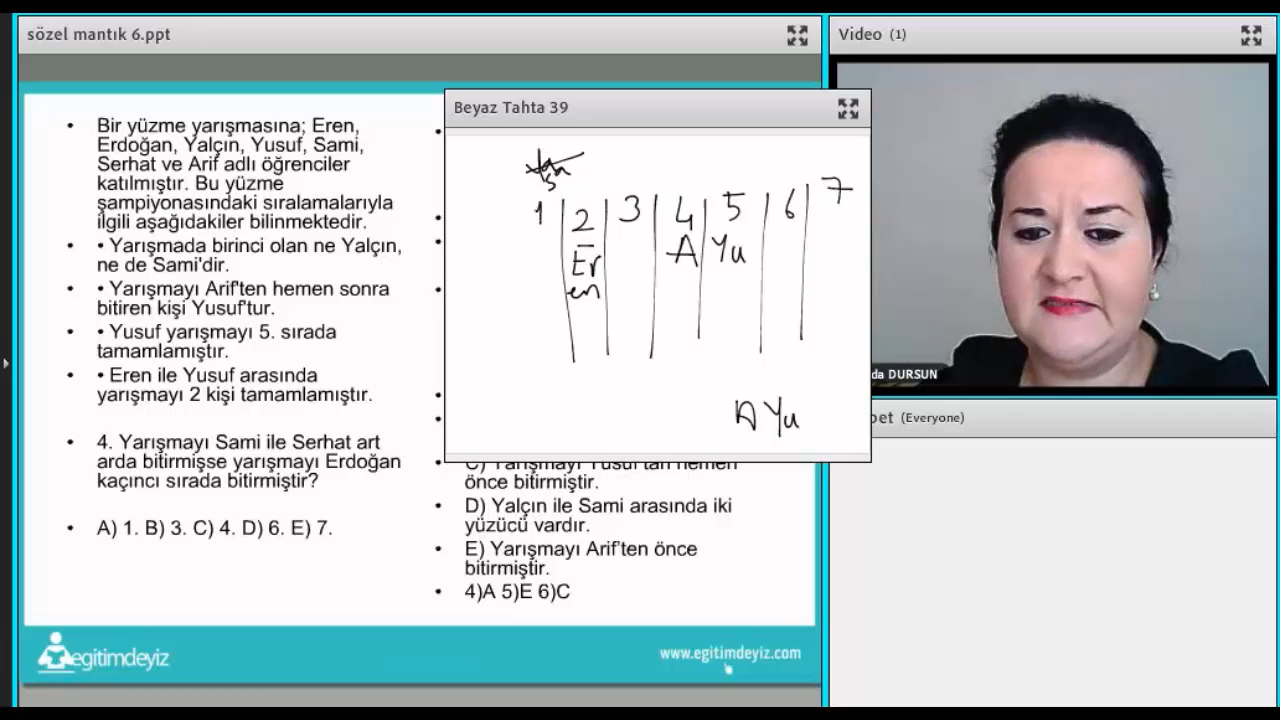 sözel mantık 6.ppt
Video (1)
• Bir yüzme yarışmasına; Eren,
Erdoğan, Yalçın, Yusuf, Sami,
Serhat ve Arif adlı öğrenciler
katılmıştır. Bu yüzme
şampiyonasındaki sıralamalarıyla
ilgili aşağıdakiler bilinmektedir.
• • Yarışmada birinci olan ne Yalçın,
ne de Sami'dir.
• • Yarışmayı Arif'ten hemen sonra
bitiren kişi Yusuf'tur.
• • Yusuf yarışmayı 5. sırada
tamamlamıştır.
• • Eren ile Yusuf arasında
yarışmayı 2 kişi tamamlamıştır.
• 4. Yarışmayı Sami ile Serhat art
arda bitirmişse yarışmayı Erdoğan
kaçıncı sırada bitirmiştir?
• A) 1. B) 3. C) 4. D) 6. E) 7.
Beyaz Tahta 39
1 2 3 4 5 6 7
Er A Yu
en
A Yu
C) Yarışmayı Yusuf'tan hemen
önce bitirmiştir.
• D) Yalçın ile Sami arasında iki
yüzücü vardır.
• E) Yarışmayı Arif'ten önce
bitirmiştir.
• 4)A 5)E 6)C
da DURSUN
bet (Everyone)
egitimdeyiz
www.egitimdeyiz.com